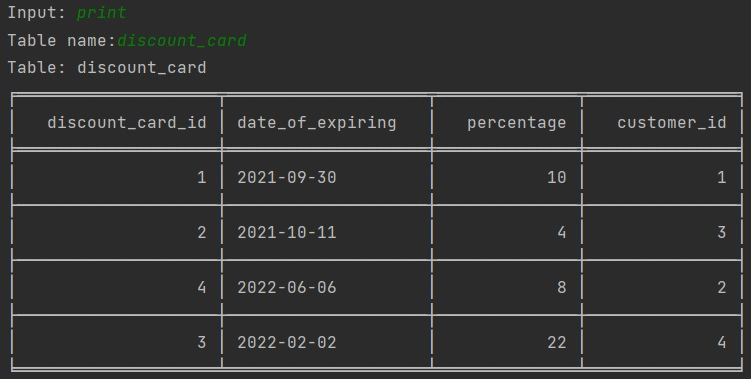 Input: print
Table name:discount_card
Table: discount_card
discount_card_id date_of_expiring percentage customer_id
1 2021-09-30 10 1
2 2021-10-11 4 3
4 2022-06-06 8 2
3 2022-02-02 22 4